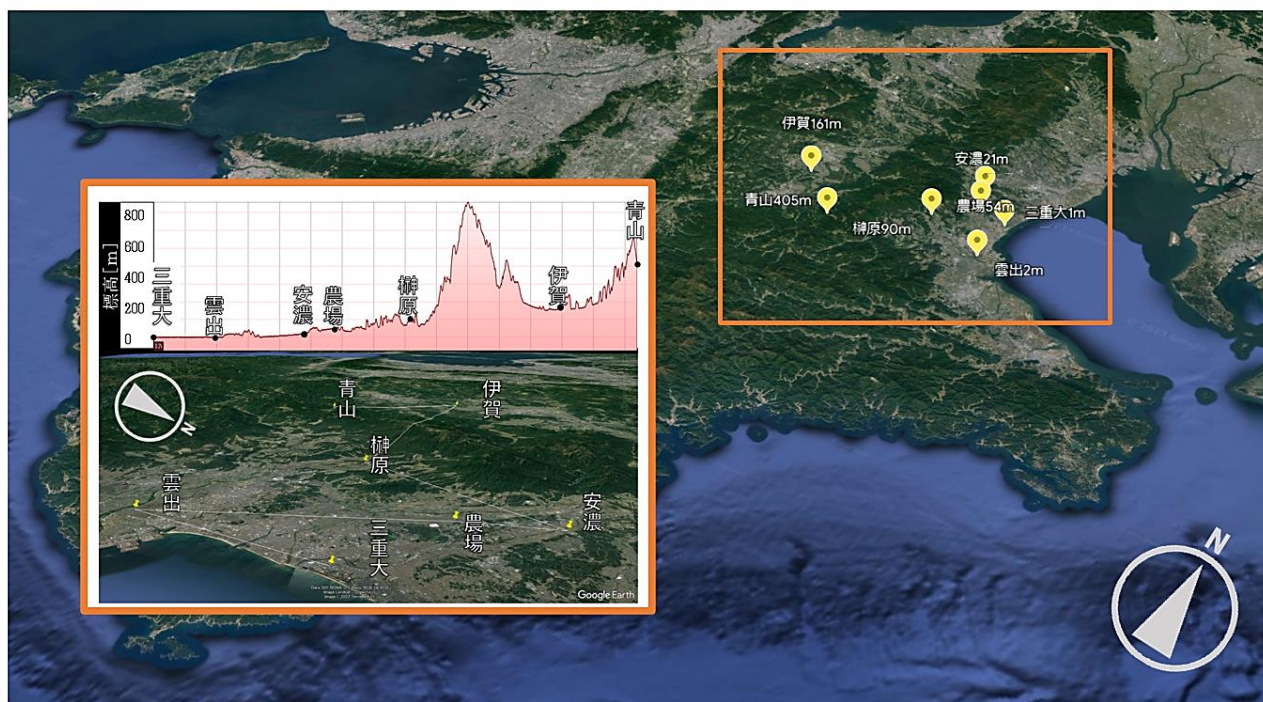 伊賀161m
安濃21m
青山405m
農場54m
榊原90m
三重大1m
雲出2m
N
標高[m]
800
600
400
200
0
三重大
雲出
安濃
農場
榊原
伊賀
青山
N
青山
伊賀
榊原
雲出
農場
安濃
三重大
Google Earth